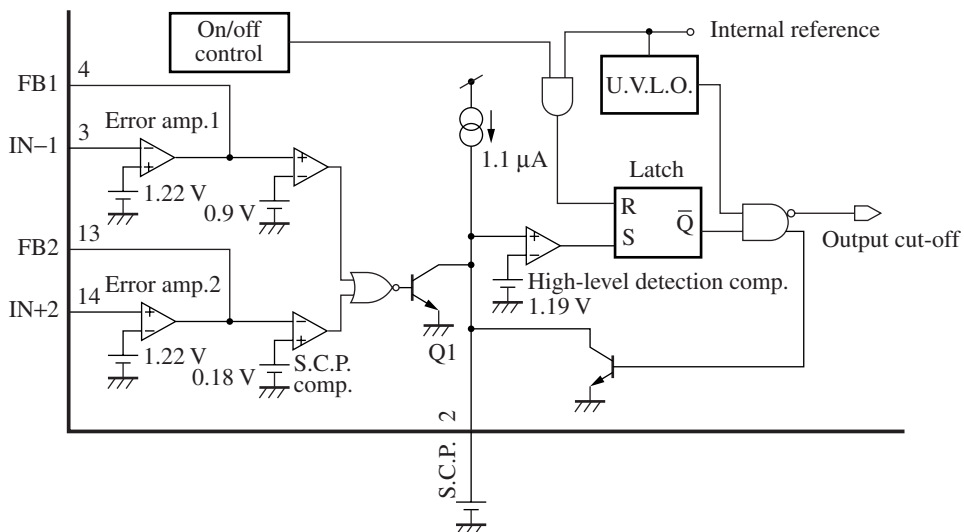 On/off
control
Internal reference
FB1
4
U.V.L.O.
Error amp.1
IN−1
3
1.1 μA
1.22 V
0.9 V
Latch
R
S
Q̅
Output cut-off
FB2
13
Error amp.2
IN+2
14
High-level detection comp.
1.19 V
1.22 V
0.18 V
S.C.P.
comp.
Q1
2
S.C.P.